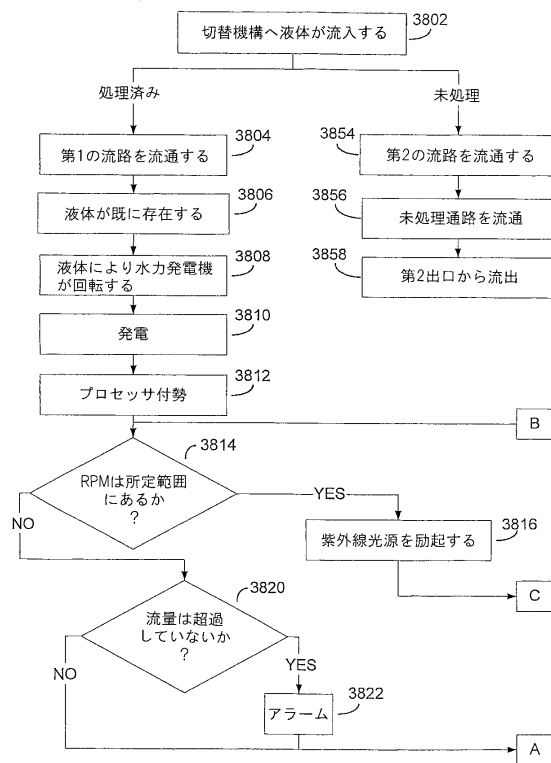 切替機構へ液体が流入する
3802
処理済み
未処理
第1の流路を流通する
3804
第2の流路を流通する
3854
液体が既に存在する
3806
未処理通路を流通
3856
液体により水力発電機
が回転する
3808
第2出口から流出
3858
発電
3810
プロセッサ付勢
3812
B
RPMは所定範囲
にあるか
?
3814
YES
NO
紫外線光源を励起する
3816
C
流量は超過
していないか
?
3820
YES
NO
アラーム
3822
A